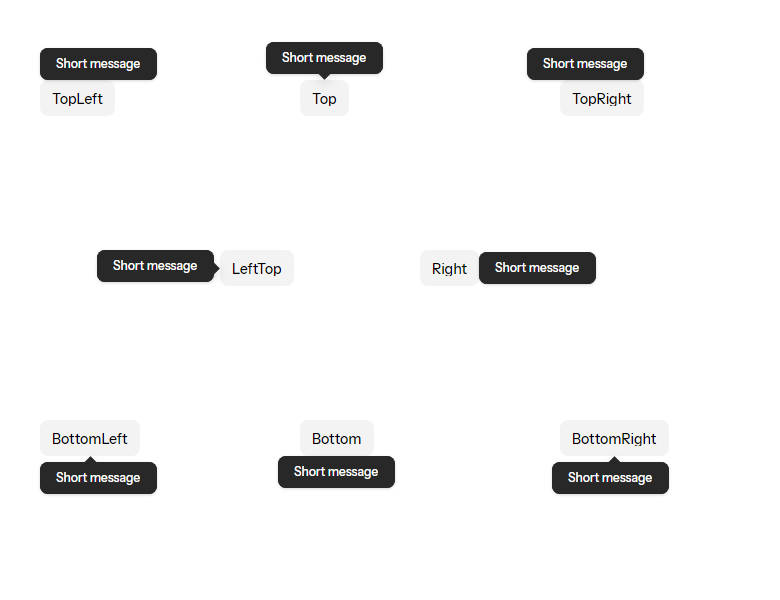 Short message
Short message
Short message
TopLeft
Top
TopRight
Short message
LeftTop
Right
Short message
BottomLeft
Bottom
BottomRight
Short message
Short message
Short message